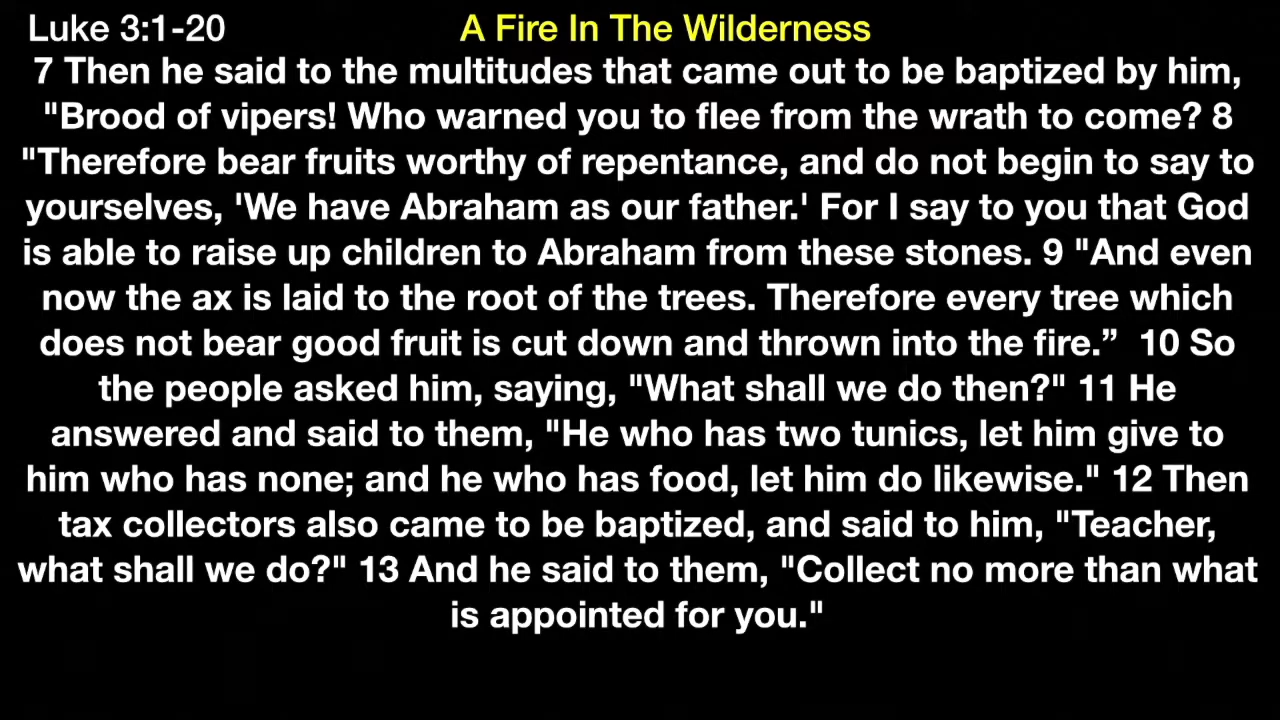 Luke 3:1-20 A Fire In The Wilderness
7 Then he said to the multitudes that came out to be baptized by him,
"Brood of vipers! Who warned you to flee from the wrath to come? 8
"Therefore bear fruits worthy of repentance, and do not begin to say to
yourselves, 'We have Abraham as our father.' For I say to you that God
is able to raise up children to Abraham from these stones. 9 "And even
now the ax is laid to the root of the trees. Therefore every tree which
does not bear good fruit is cut down and thrown into the fire.”  10 So
the people asked him, saying, "What shall we do then?" 11 He
answered and said to them, "He who has two tunics, let him give to
him who has none; and he who has food, let him do likewise." 12 Then
tax collectors also came to be baptized, and said to him, "Teacher,
what shall we do?" 13 And he said to them, "Collect no more than what
is appointed for you."